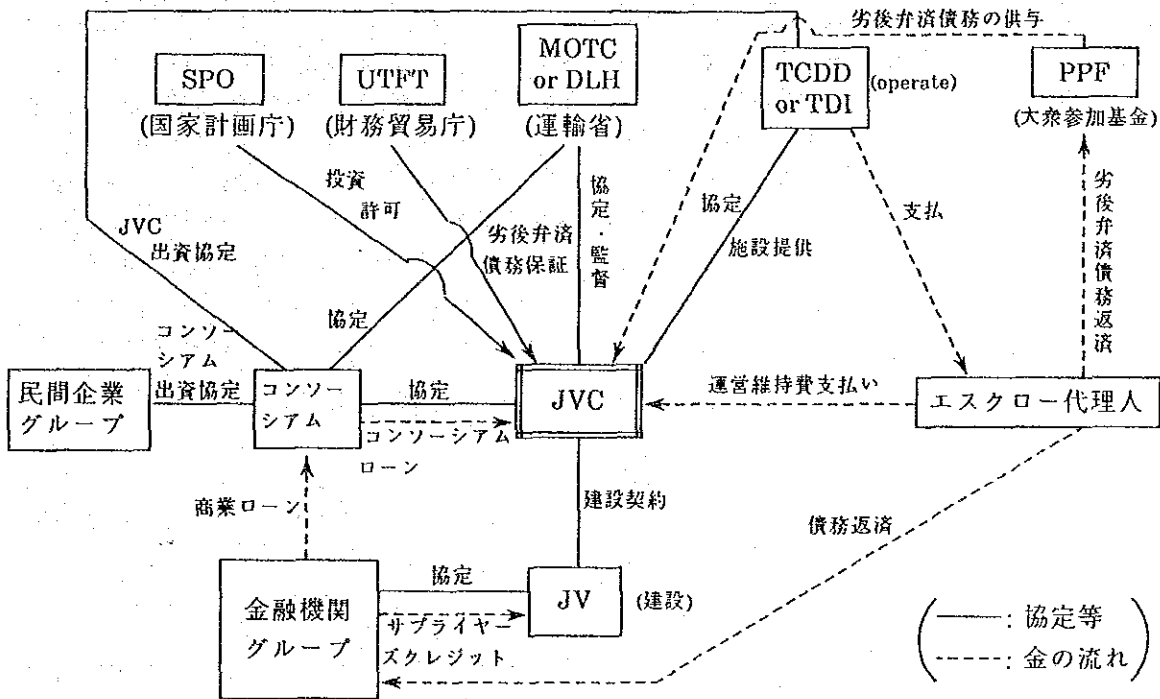 劣後弁済債務の供与
SPO
(国家計画庁)
UTFT
(財務貿易庁)
MOTC
or DLH
(運輸省)
TCDD
or TDI
(operate)
PPF
(大衆参加基金)
投資
許可
劣後弁済
債務保証
協定・監督
協定
施設提供
支払
劣後弁済債務返済
JVC
出資協定
協定
コンソー
シアム
出資協定
民間企業
グループ
コンソー
シアム
協定
コンソーシアム
ローン
JVC
運営維持費支払い
エスクロー代理人
商業ローン
建設契約
債務返済
金融機関
グループ
協定
サプライヤー
ズクレジット
JV
(建設)
——: 協定等
-----: 金の流れ